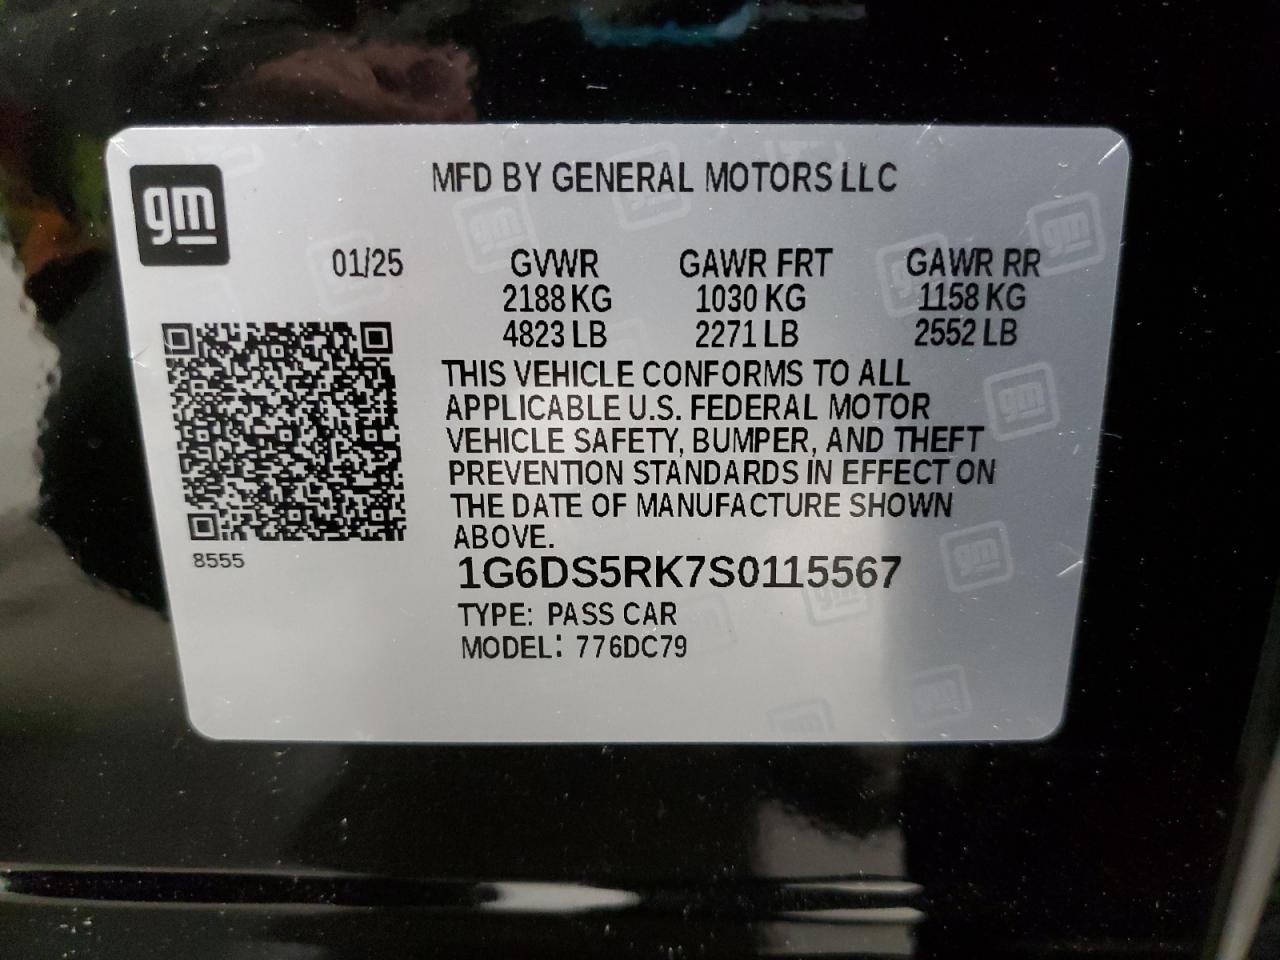 gm
MFD BY GENERAL MOTORS LLC
01/25 GVWR GAWR FRT GAWR RR
2188 KG 1030 KG 1158 KG
4823 LB 2271 LB 2552 LB
THIS VEHICLE CONFORMS TO ALL
APPLICABLE U.S. FEDERAL MOTOR
VEHICLE SAFETY, BUMPER, AND THEFT
PREVENTION STANDARDS IN EFFECT ON
THE DATE OF MANUFACTURE SHOWN
ABOVE.
8555
1G6DS5RK7S0115567
TYPE: PASS CAR
MODEL: 776DC79